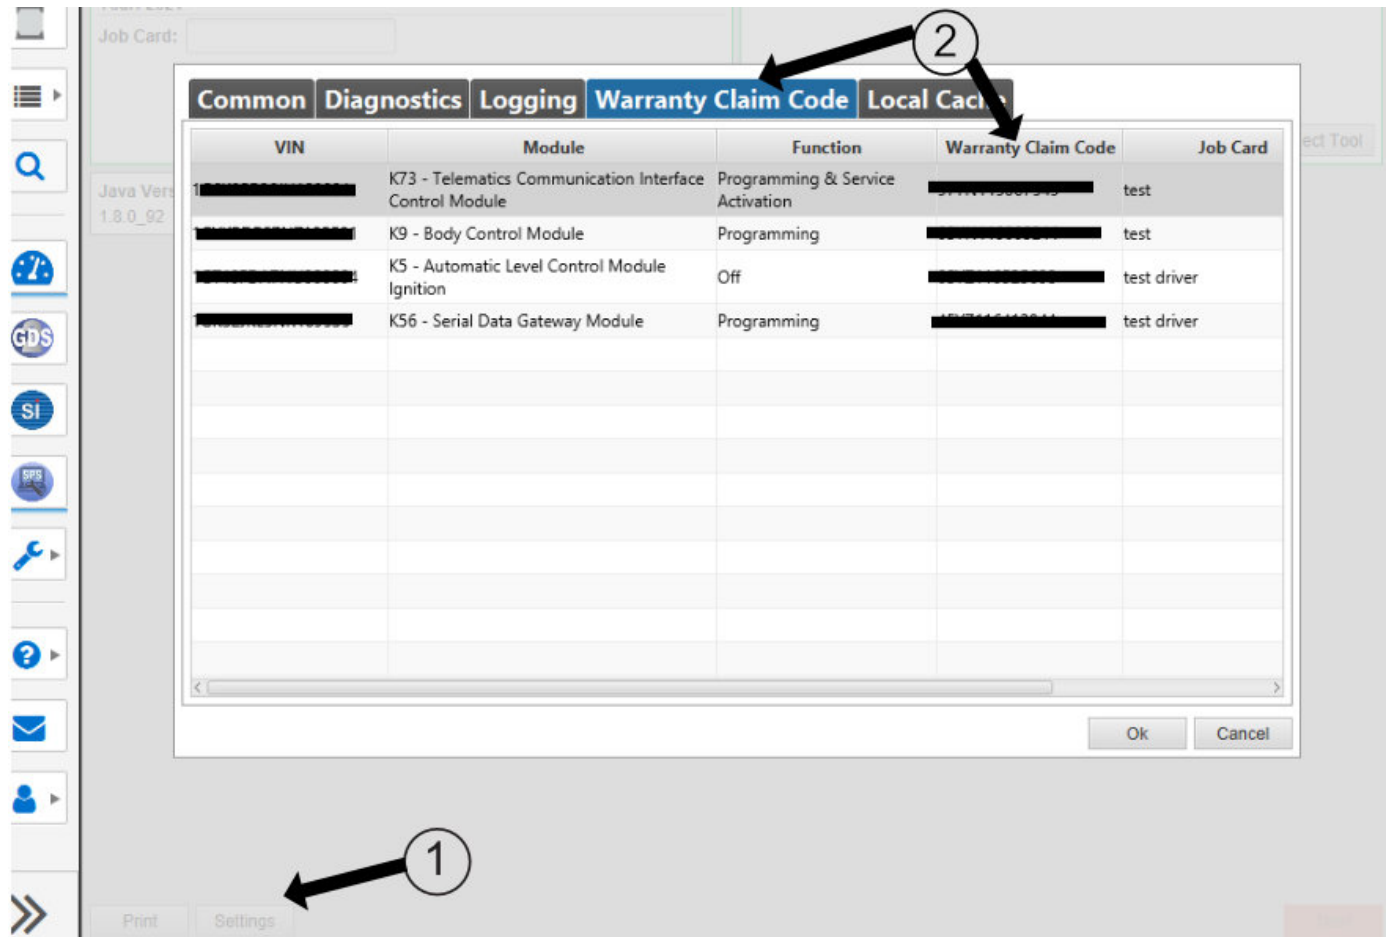 Job Card:
2
Common Diagnostics Logging Warranty Claim Code Local
VIN Module Function Warranty Claim Code Job Card
ect Tool
K73 - Telematics Communication Interface Programming & Service
Control Module Activation test
K9 - Body Control Module Programming test
K5 - Automatic Level Control Module
Ignition Off test driver
K56 - Serial Data Gateway Module Programming test driver
Java Vers
1.8.0_92
GDS
Si
SPS
Ok Cancel
1
Print Settings